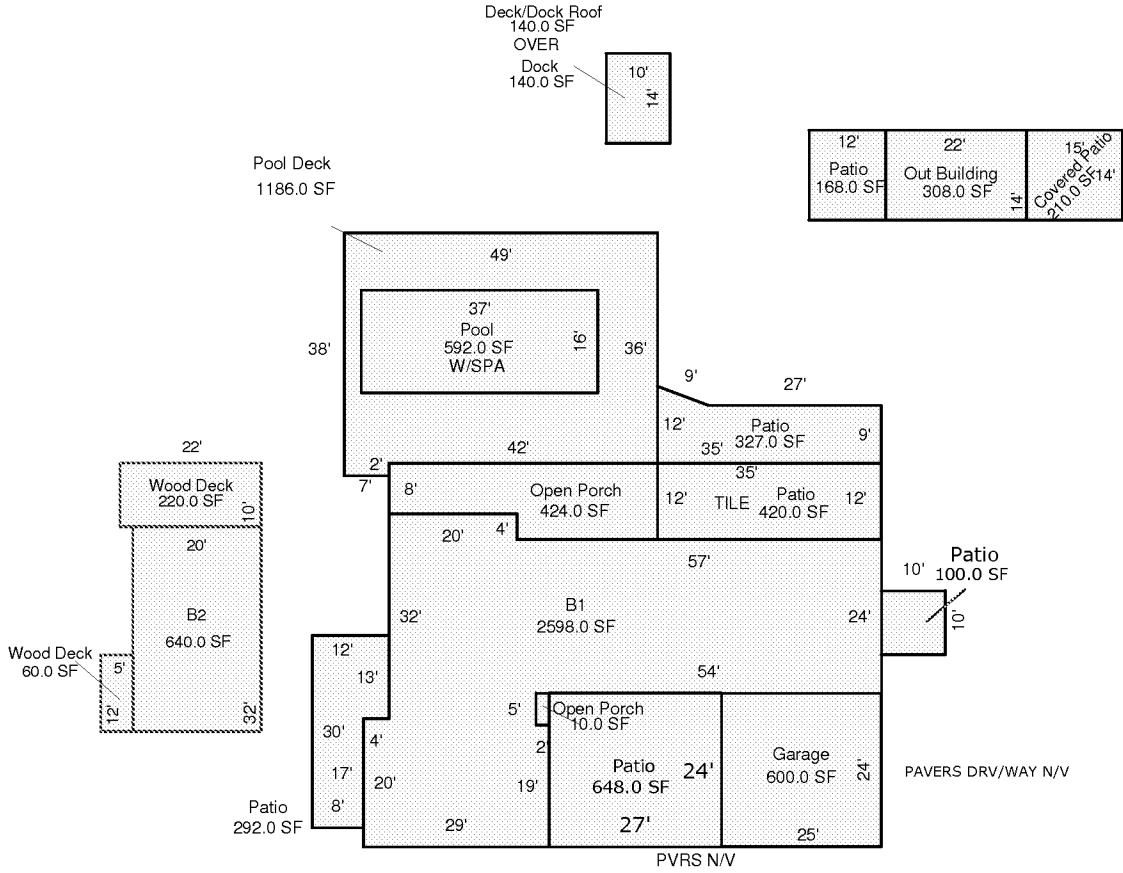 Deck/Dock Roof
140.0 SF
OVER
Dock
140.0 SF
10'
14'
12'
Patio
168.0 SF
22'
Out Building
308.0 SF
14'
15'
Covered Patio
210.0 SF
14'
Pool Deck
1186.0 SF
49'
38'
37'
Pool
592.0 SF
W/SPA
16'
36'
9'
27'
12'
Patio
327.0 SF
35'
9'
42'
2'
7'
22'
Wood Deck
220.0 SF
10'
8'
Open Porch
424.0 SF
4'
35'
12'
TILE
Patio
420.0 SF
12'
20'
57'
20'
B2
640.0 SF
32'
Wood Deck
60.0 SF
5'
12'
32'
B1
2598.0 SF
24'
54'
10'
Patio
100.0 SF
10'
12'
13'
30'
4'
17'
20'
8'
Patio
292.0 SF
5'
Open Porch
10.0 SF
2'
19'
29'
Patio
648.0 SF
24'
27'
Garage
600.0 SF
24'
25'
PAVERS DRV/WAY N/V
PVRS N/V